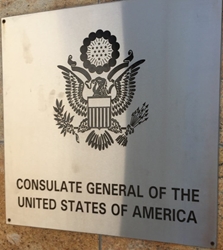 CONSULATE GENERAL OF THE
UNITED STATES OF AMERICA